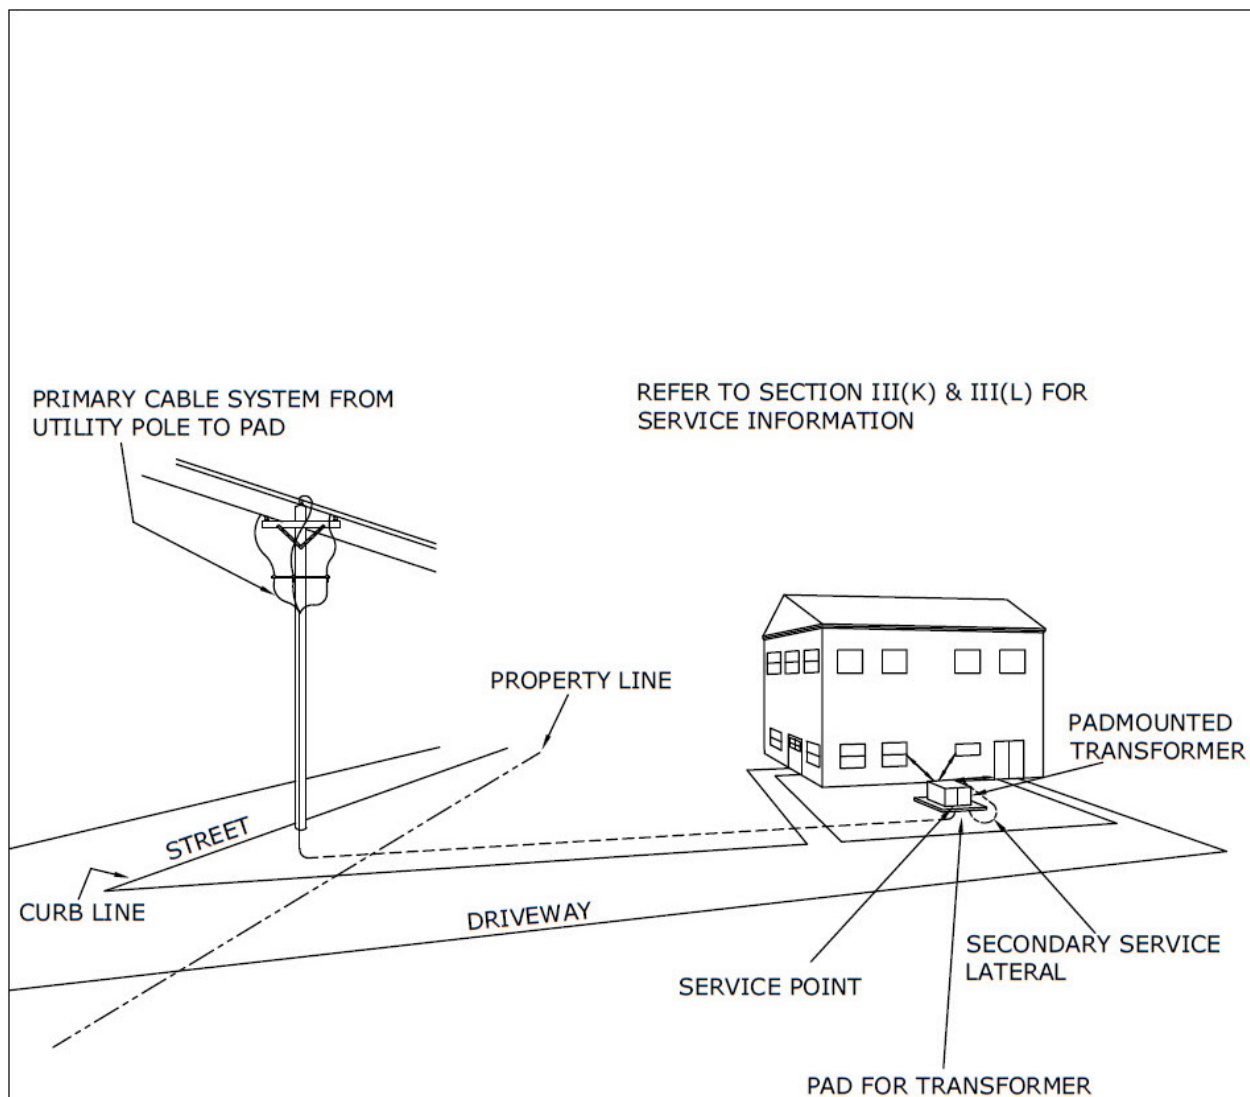 PRIMARY CABLE SYSTEM FROM
UTILITY POLE TO PAD
REFER TO SECTION III(K) & III(L) FOR
SERVICE INFORMATION
PROPERTY LINE
PADMOUNTED
TRANSFORMER
STREET
CURB LINE
DRIVEWAY
SECONDARY SERVICE
LATERAL
SERVICE POINT
PAD FOR TRANSFORMER